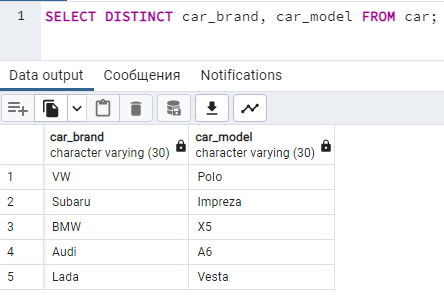 1 SELECT DISTINCT car_brand, car_model FROM car;
Data output Сообщения Notifications
car_brand car_model
character varying (30) character varying (30)
1 VW Polo
2 Subaru Impreza
3 BMW X5
4 Audi A6
5 Lada Vesta